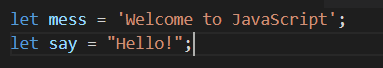 let mess = 'Welcome to JavaScript';
let say = "Hello!";